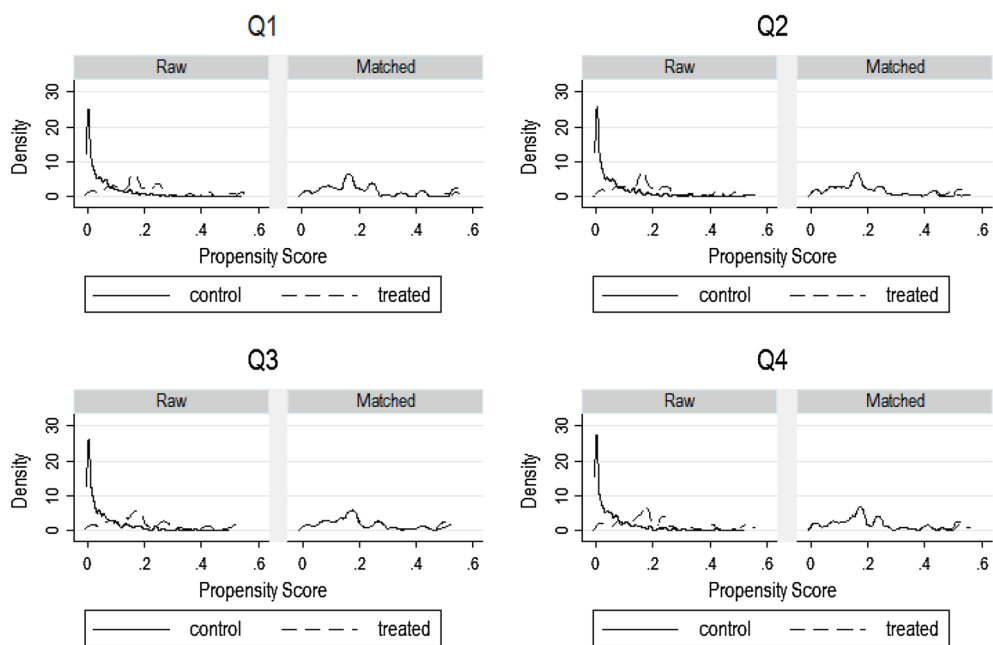 Q1
Raw Matched
30
20
10
0
Density
0 .2 .4 .6 0 .2 .4 .6
Propensity Score
control treated
Q2
Raw Matched
30
20
10
0
Density
0 .2 .4 .6 0 .2 .4 .6
Propensity Score
control treated
Q3
Raw Matched
30
20
10
0
Density
0 .2 .4 .6 0 .2 .4 .6
Propensity Score
control treated
Q4
Raw Matched
30
20
10
0
Density
0 .2 .4 .6 0 .2 .4 .6
Propensity Score
control treated